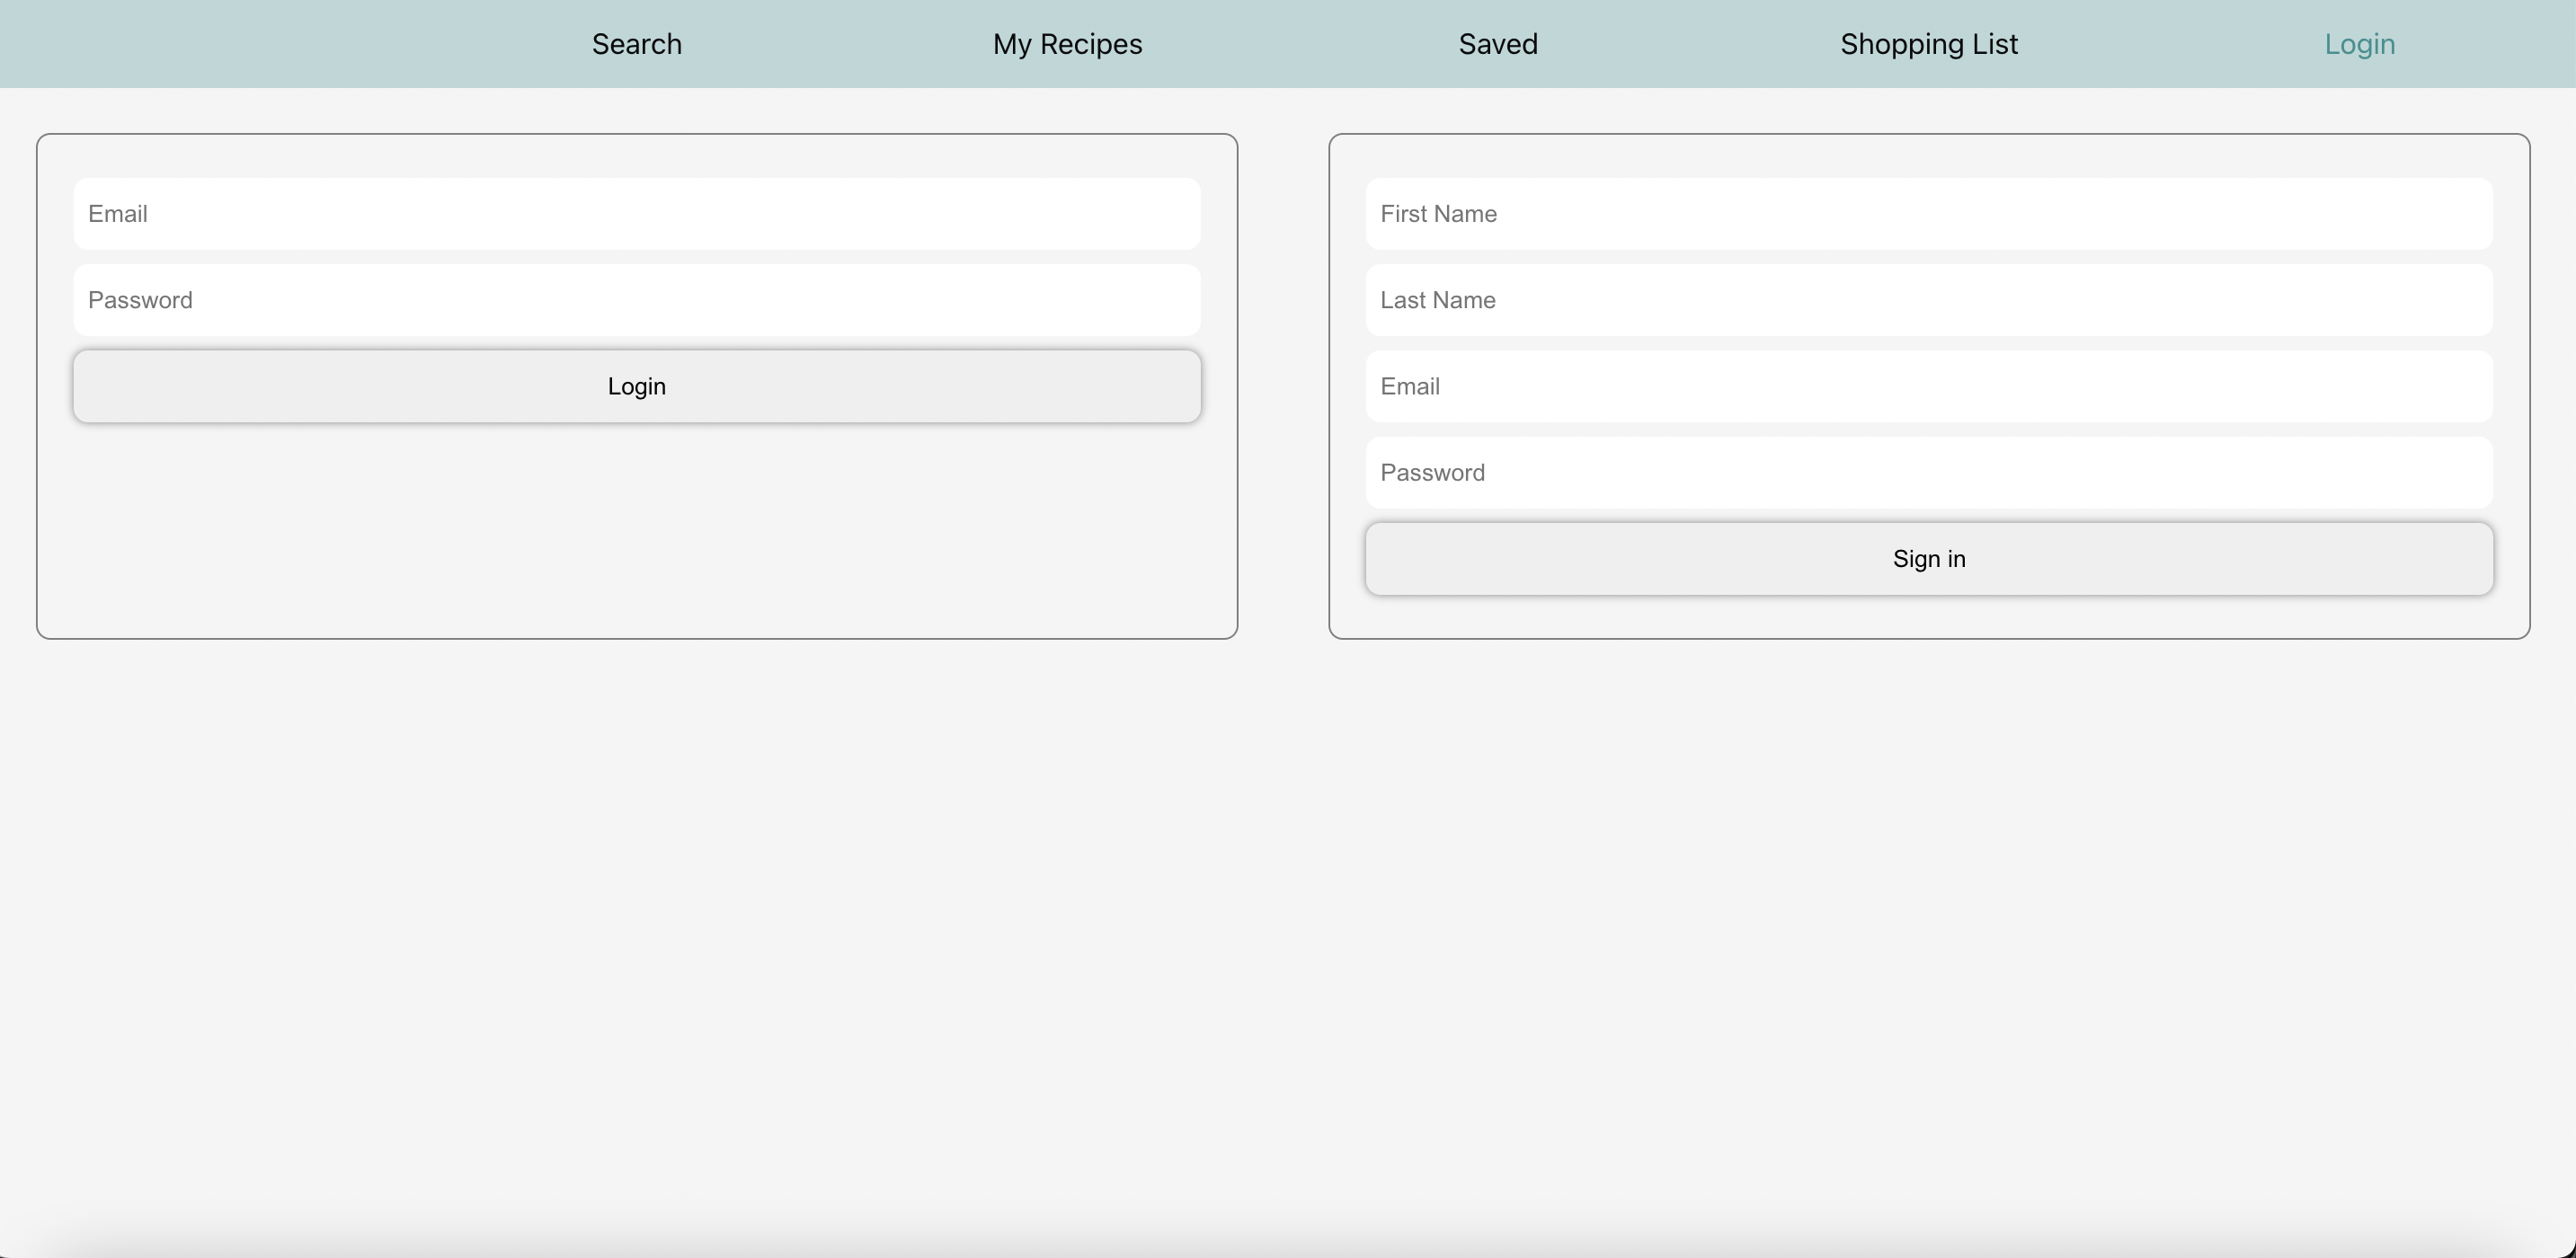 Search My Recipes Saved Shopping List Login
Email
Password
Login
First Name
Last Name
Email
Password
Sign in